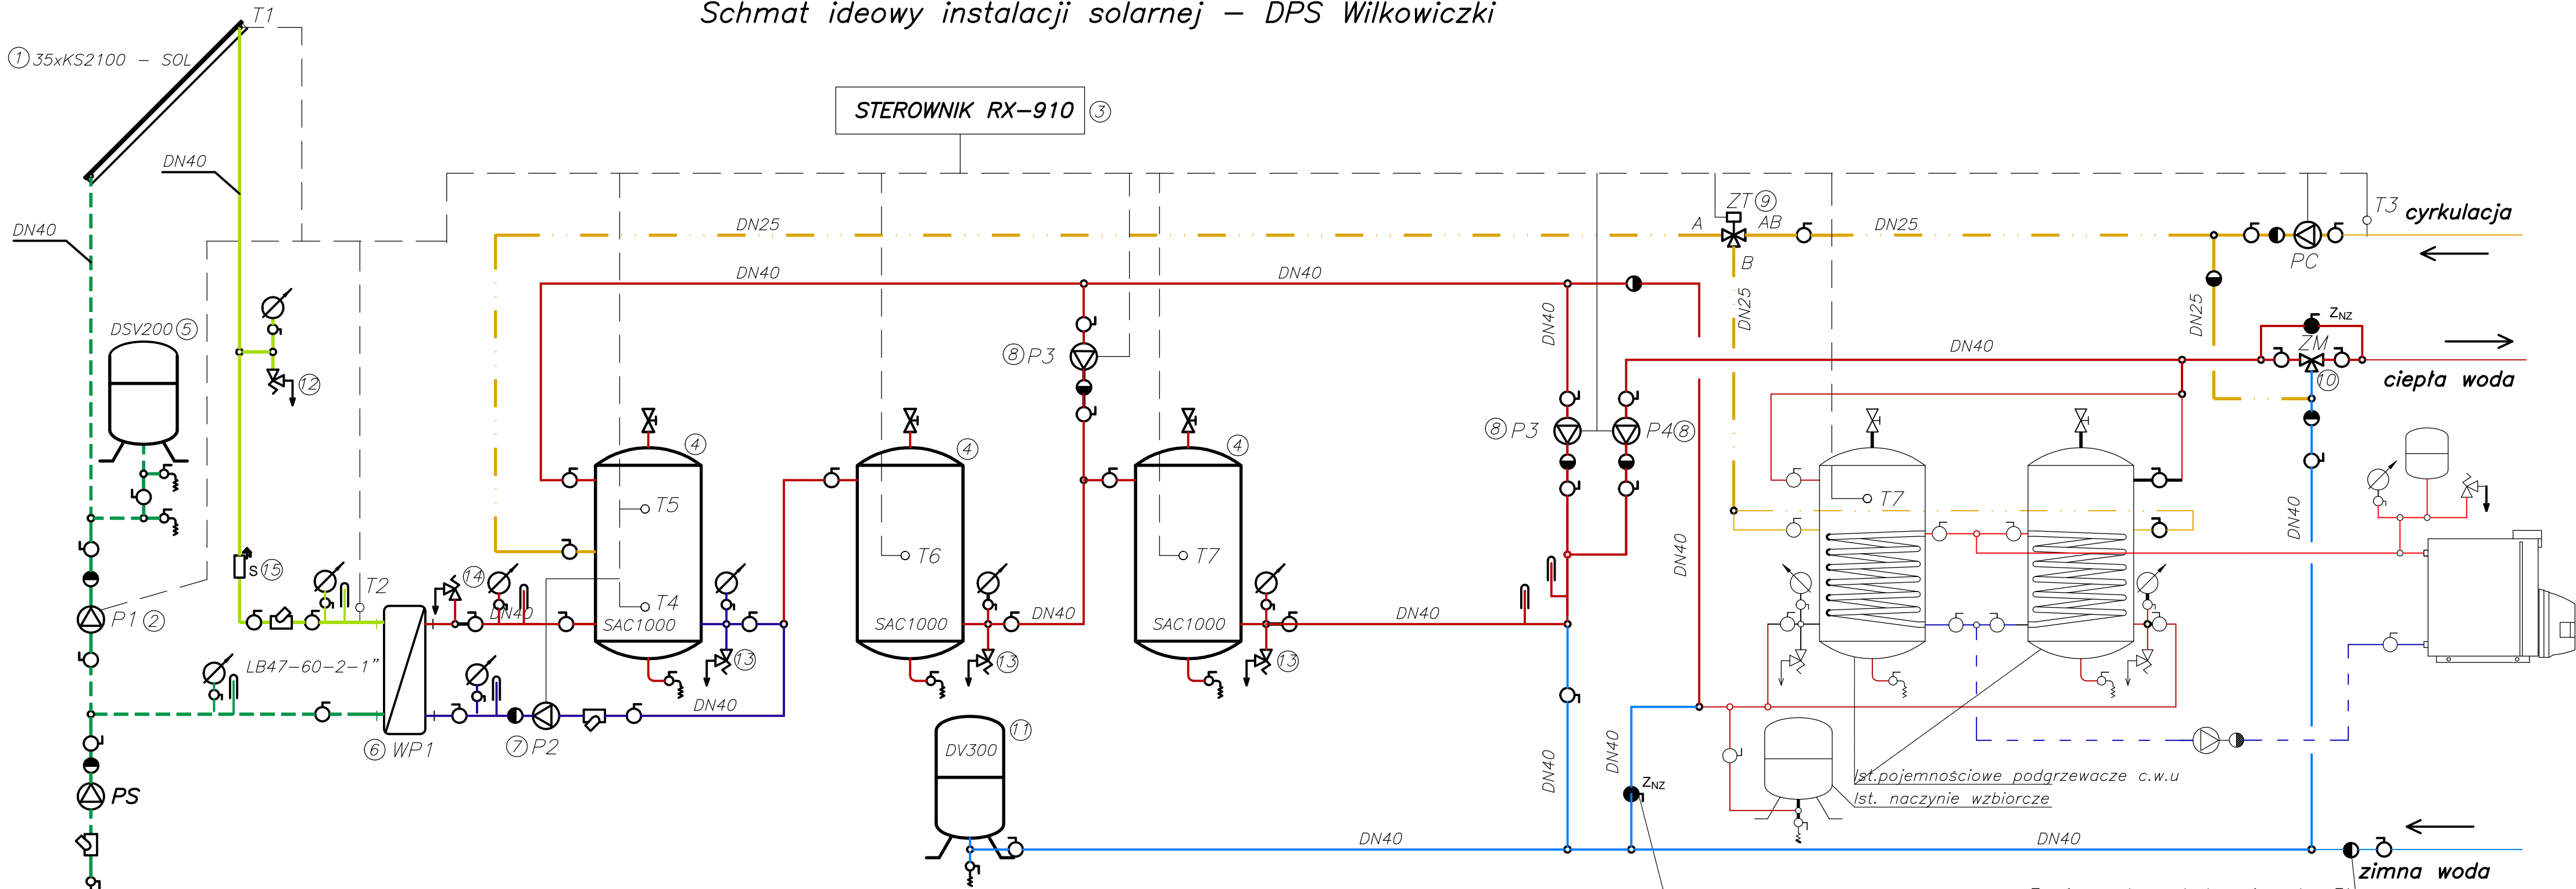 Schmat ideowy instalacji solarnej – DPS Wilkowiczki
T1
1 35xKS2100 – SOL
STEROWNIK RX–910 3
DN40
DN40
DN25
ZT 9
A
AB
B
DN25
T3
cyrkulacja
PC
DN40
DN40
DN40
DN25
DN25
ZNZ
ZM
10
DN40
ciepła woda
DSV200 5
12
8 P3
8 P3
P4 8
4
4
4
T5
T6
T7
T7
T4
SAC1000
SAC1000
SAC1000
DN40
DN40
DN40
DN40
DN40
S 15
T2
14
P1 2
13
13
13
LB47-60-2-1"
6 WP1
7 P2
DN40
11
DV300
DN40
DN40
ZNZ
Ist.pojemnościowe podgrzewacze c.w.u
Ist. naczynie wzbiorcze
PS
DN40
DN40
zimna woda